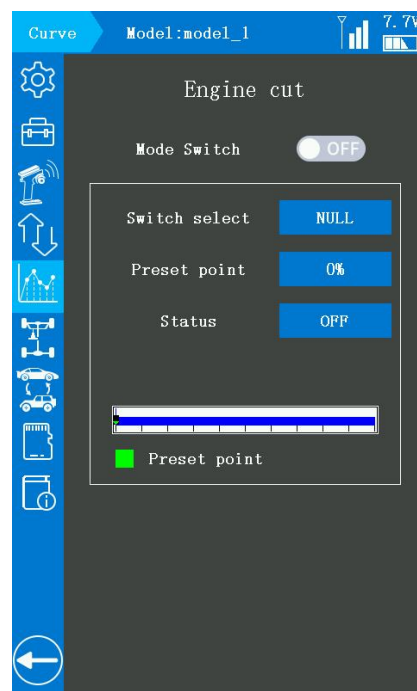 Curve
Model:model_1
7.7V
Engine cut
Mode Switch
OFF
Switch select
NULL
Preset point
0%
Status
OFF
Preset point